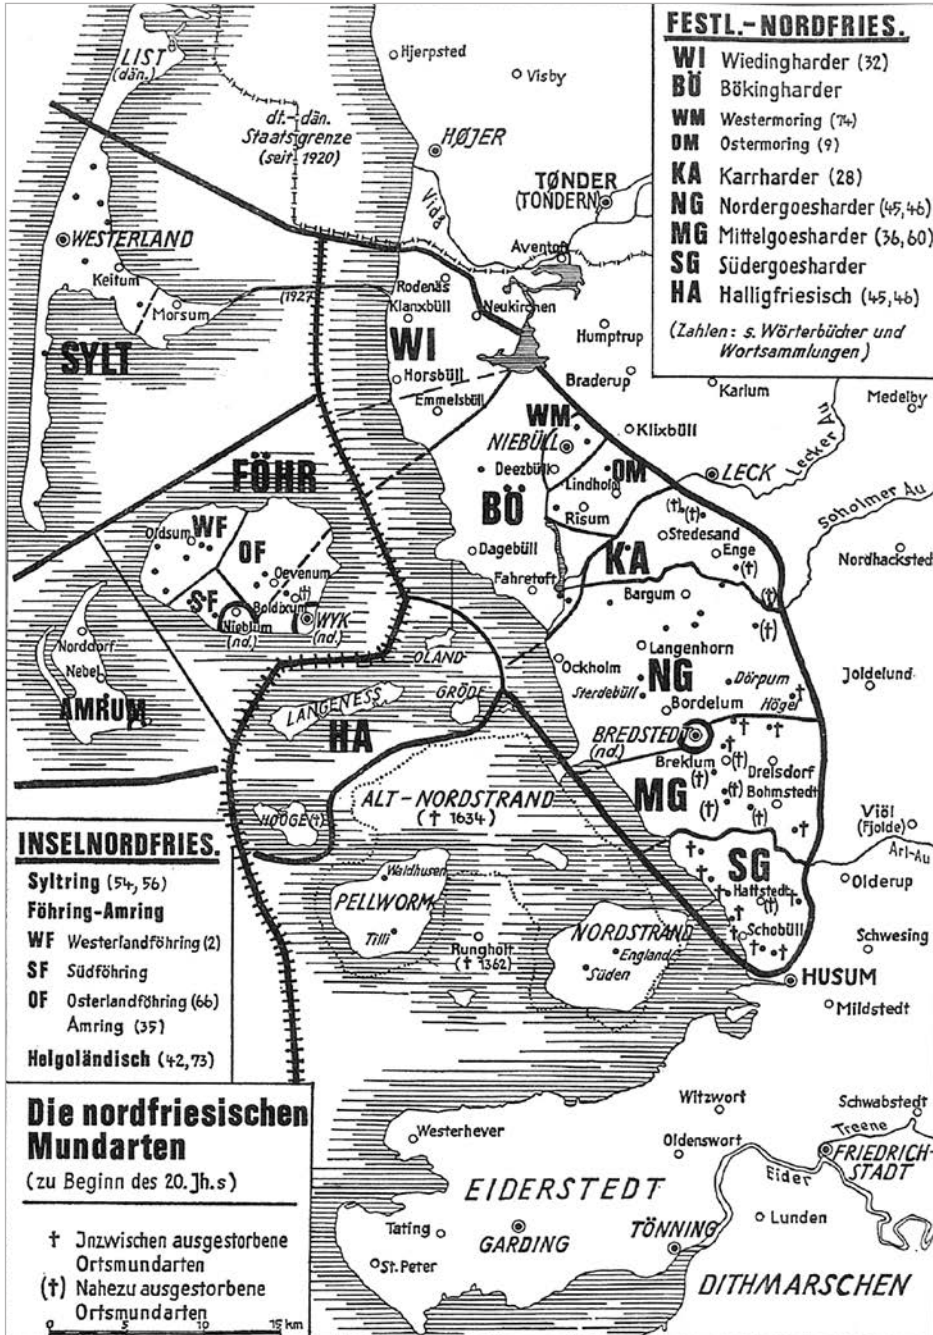 FESTL.-NORDFRIES.
WI Wiedingharder (32)
BÖ Bökingharder
WM Westermoring (74)
OM Ostermoring (9)
KA Karrharder (28)
NG Nordergoesharder (45,46)
MG Mittelgoesharder (36,60)
SG Südergoesharder
HA Halligfriesisch (45,46)
(Zahlen: s. Wörterbücher und
Wortsammlungen)
LIST
(dän.)
Hjerpsted
Visby
dt.-dän.
Staatsgrenze
(seit 1920)
HØJER
TØNDER
(TONDERN)
Vidå
Aventoft
WESTERLAND
Keitum
Morsum
(1927)
Rodenäs
Klanxbüll
Neukirchen
SYLT
WI
Humptrup
Horsbüll
Emmelsbüll
Braderup
Karlum
Medelby
WM
NIEBÜLL
Klixbüll
Deezbüll
OM
Lindholm
LECK
Lecker Au
FÖHR
BÖ
Risum
Soholmer Au
Oldsum
WF
OF
Oevenum
(†)
SF
Boldixum
Nieblum
(nd.)
WYK
(nd.)
Dagebüll
Fahretoft
KA
(†)
(†)
Stedesand
Enge
(†)
Nordhackstedt
Bargum
(†)
(†)
Norddorf
Nebel
AMRUM
OLAND
Langenhorn
Ockholm
NG
Sterdebüll
Dörpum
Högel
Joldelund
LANGENESS
GRÖDE
Bordelum
HA
BREDSTEDT
(nd.)
Breklum
(†)
(†)
Drelsdorf
Bohmstedt
MG
(†)
(†)
(†)
HOOGE (†)
ALT-NORDSTRAND
(† 1634)
Viöl
(Fjolde)
Arl-Au
SG
Hattstedt
(†)
Olderup
Waldhusen
PELLWORM
Tilli
Rungholt
(† 1362)
NORDSTRAND
England
Süden
Schobüll
Schwesing
HUSUM
Mildstedt
INSELNORDFRIES.
Syltring (54, 56)
Föhring-Amring
WF Westerlandföhring (2)
SF Südföhring
OF Osterlandföhring (66)
Amring (35)
Helgoländisch (42,73)
Die nordfriesischen
Mundarten
(zu Beginn des 20.Jh.s)
† Inzwischen ausgestorbene
Ortsmundarten
(†) Nahezu ausgestorbene
Ortsmundarten
0 5 10 15 km
Witzwort
Schwabstedt
Treene
Westerhever
Oldenswort
FRIEDRICH-
STADT
EIDERSTEDT
Eider
Tating
GARDING
TÖNNING
Lunden
St. Peter
DITHMARSCHEN